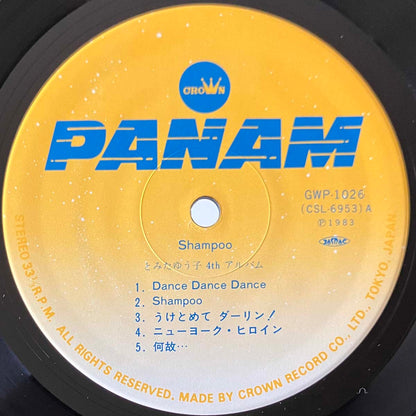 CROWN
PANAM
GWP-1026
(CSL-6953) A
Ⓟ1983
JASRAC
Shampoo
とみたゆう子 4th アルバム
1. Dance Dance Dance
2. Shampoo
3. うけとめて ダーリン!
4. ニューヨーク・ヒロイン
5. 何故…
STEREO 33⅓ R.P.M. ALL RIGHTS RESERVED. MADE BY CROWN RECORD CO., LTD., TOKYO, JAPAN.